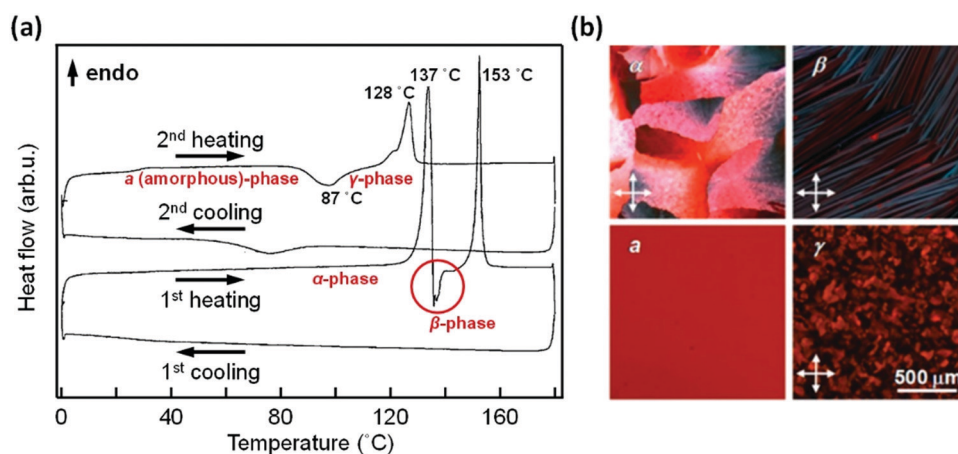 (a)
endo
137 °C
153 °C
128 °C
2nd heating
a (amorphous)-phase
γ-phase
87 °C
2nd cooling
α-phase
1st heating
β-phase
1st cooling
Heat flow (arb.u.)
0 40 80 120 160
Temperature (°C)
(b)
α
β
a
γ
500 μm